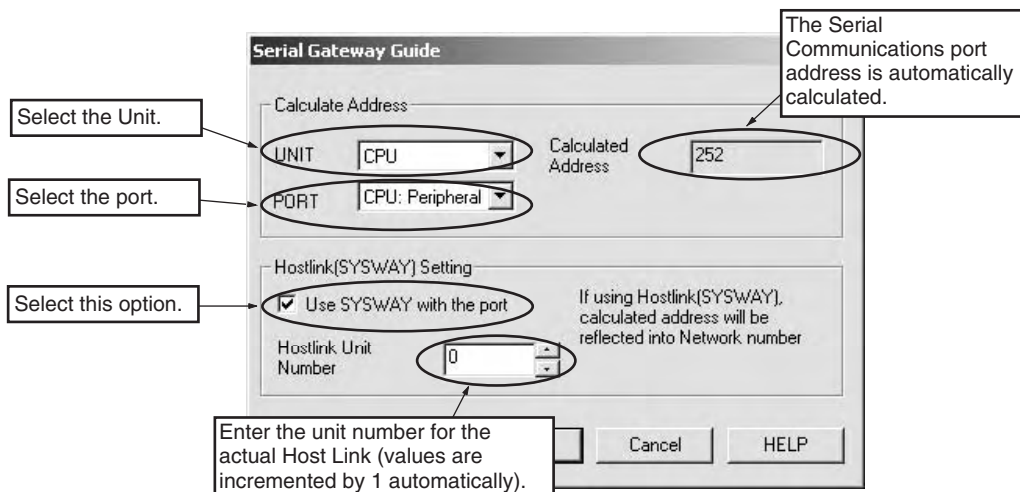 The Serial
Communications port
address is automatically
calculated.
Serial Gateway Guide
Calculate Address
Select the Unit.
UNIT
CPU
Calculated
Address
252
Select the port.
PORT
CPU: Peripheral
Hostlink(SYSWAY) Setting
Select this option.
Use SYSWAY with the port
If using Hostlink(SYSWAY),
calculated address will be
reflected into Network number
Hostlink Unit
Number
0
Enter the unit number for the
actual Host Link (values are
incremented by 1 automatically).
Cancel
HELP